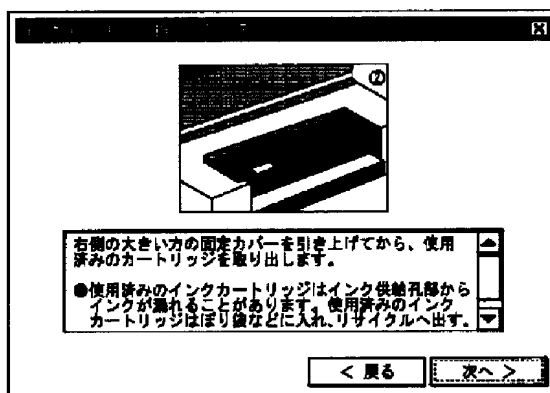 ②
右側の大きい方の固定カバーを引き上げてから、使用
済みのカートリッジを取り出します。
●使用済みのインクカートリッジはインク供給孔部から
インクが漏れることがあります。使用済みのインク
カートリッジはポリ袋などに入れ、リサイクルへ出す。
< 戻る
次へ >